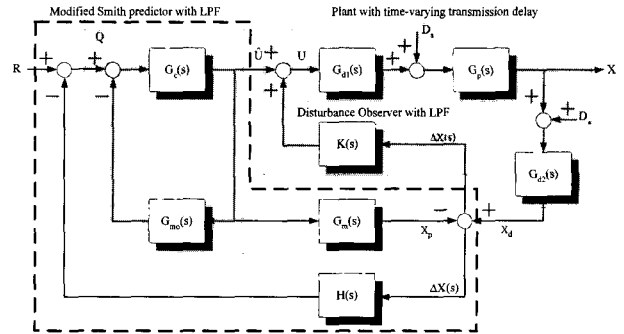 Modified Smith predictor with LPF
Plant with time-varying transmission delay
Q
Û
U
D_s
R
G_c(s)
G_d1(s)
G_p(s)
X
Disturbance Observer with LPF
D_s
K(s)
ΔX(s)
G_d2(s)
G_mo(s)
G_m(s)
X_p
X_d
H(s)
ΔX(s)